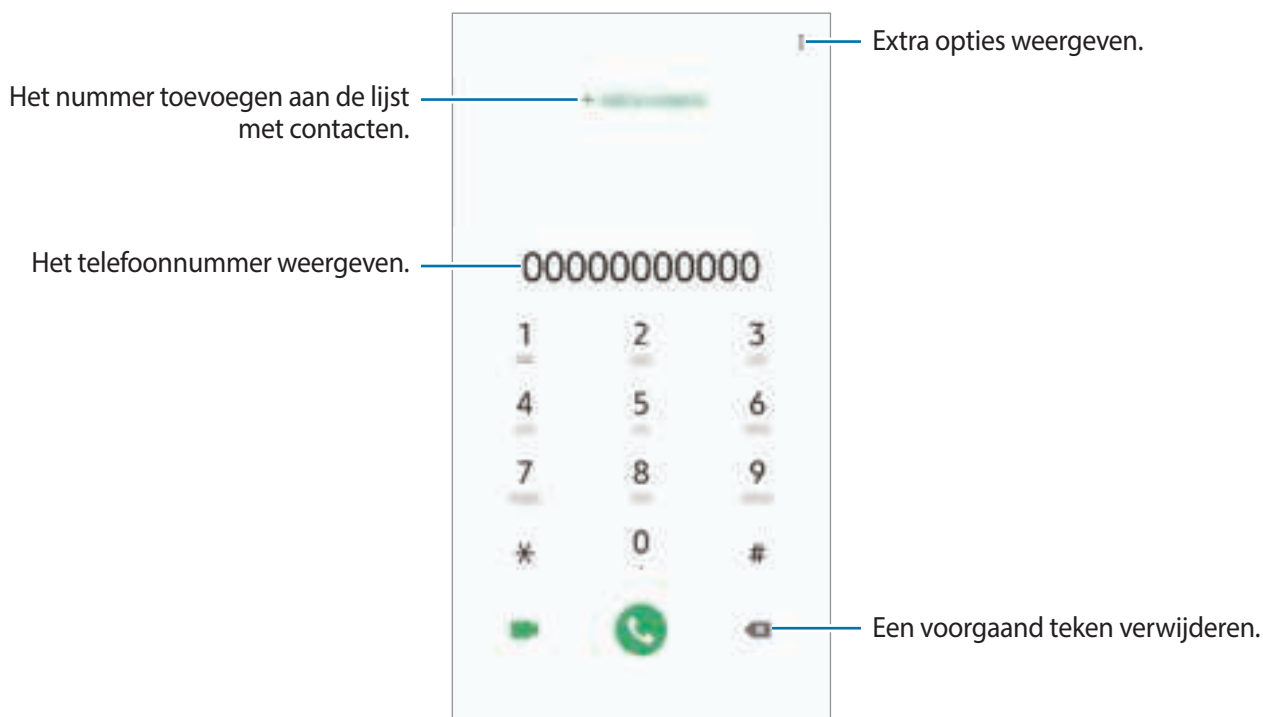 Extra opties weergeven.
Het nummer toevoegen aan de lijst
met contacten.
+
Het telefoonnummer weergeven.
00000000000
1 2 3
4 5 6
7 8 9
* 0 #
Een voorgaand teken verwijderen.